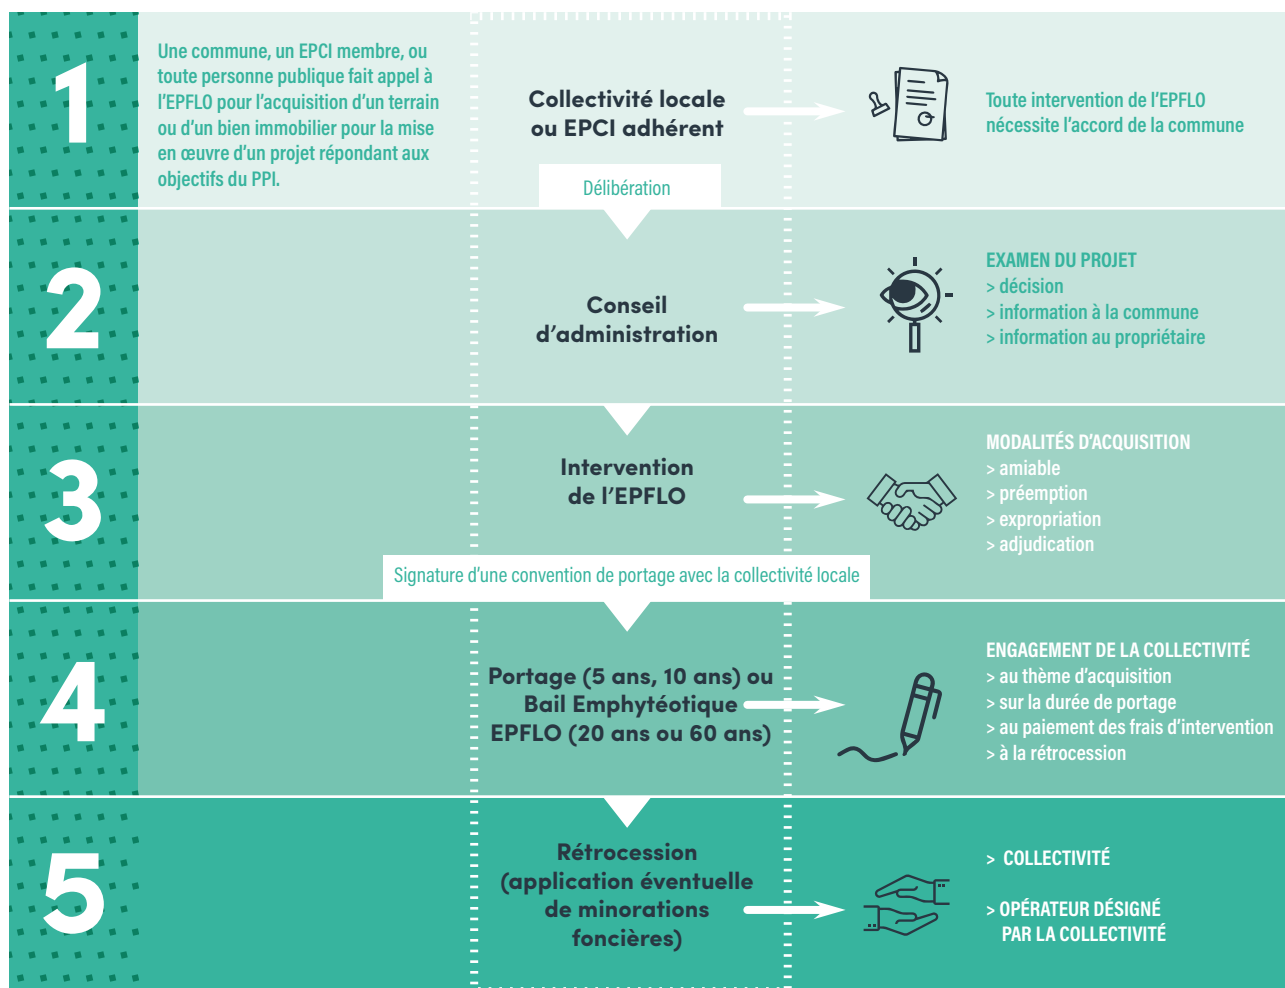 1
Une commune, un EPCI membre, ou
toute personne publique fait appel à
l'EPFLO pour l'acquisition d'un terrain
ou d'un bien immobilier pour la mise
en œuvre d'un projet répondant aux
objectifs du PPI.
Collectivité locale
ou EPCI adhérent
Toute intervention de l'EPFLO
nécessite l'accord de la commune
Délibération
2
Conseil
d'administration
EXAMEN DU PROJET
> décision
> information à la commune
> information au propriétaire
3
Intervention
de l'EPFLO
MODALITÉS D'ACQUISITION
> amiable
> préemption
> expropriation
> adjudication
Signature d'une convention de portage avec la collectivité locale
4
Portage (5 ans, 10 ans) ou
Bail Emphytéotique
EPFLO (20 ans ou 60 ans)
ENGAGEMENT DE LA COLLECTIVITÉ
> au thème d'acquisition
> sur la durée de portage
> au paiement des frais d'intervention
> à la rétrocession
5
Rétrocession
(application éventuelle
de minorations
foncières)
> COLLECTIVITÉ
> OPÉRATEUR DÉSIGNÉ
PAR LA COLLECTIVITÉ